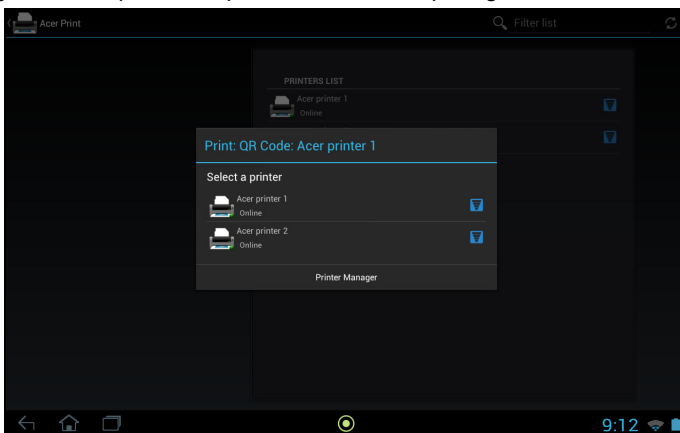 Acer Print
Filter list
PRINTERS LIST
Acer printer 1
Online
Print: QR Code: Acer printer 1
Select a printer
Acer printer 1
Online
Acer printer 2
Online
Printer Manager
9:12